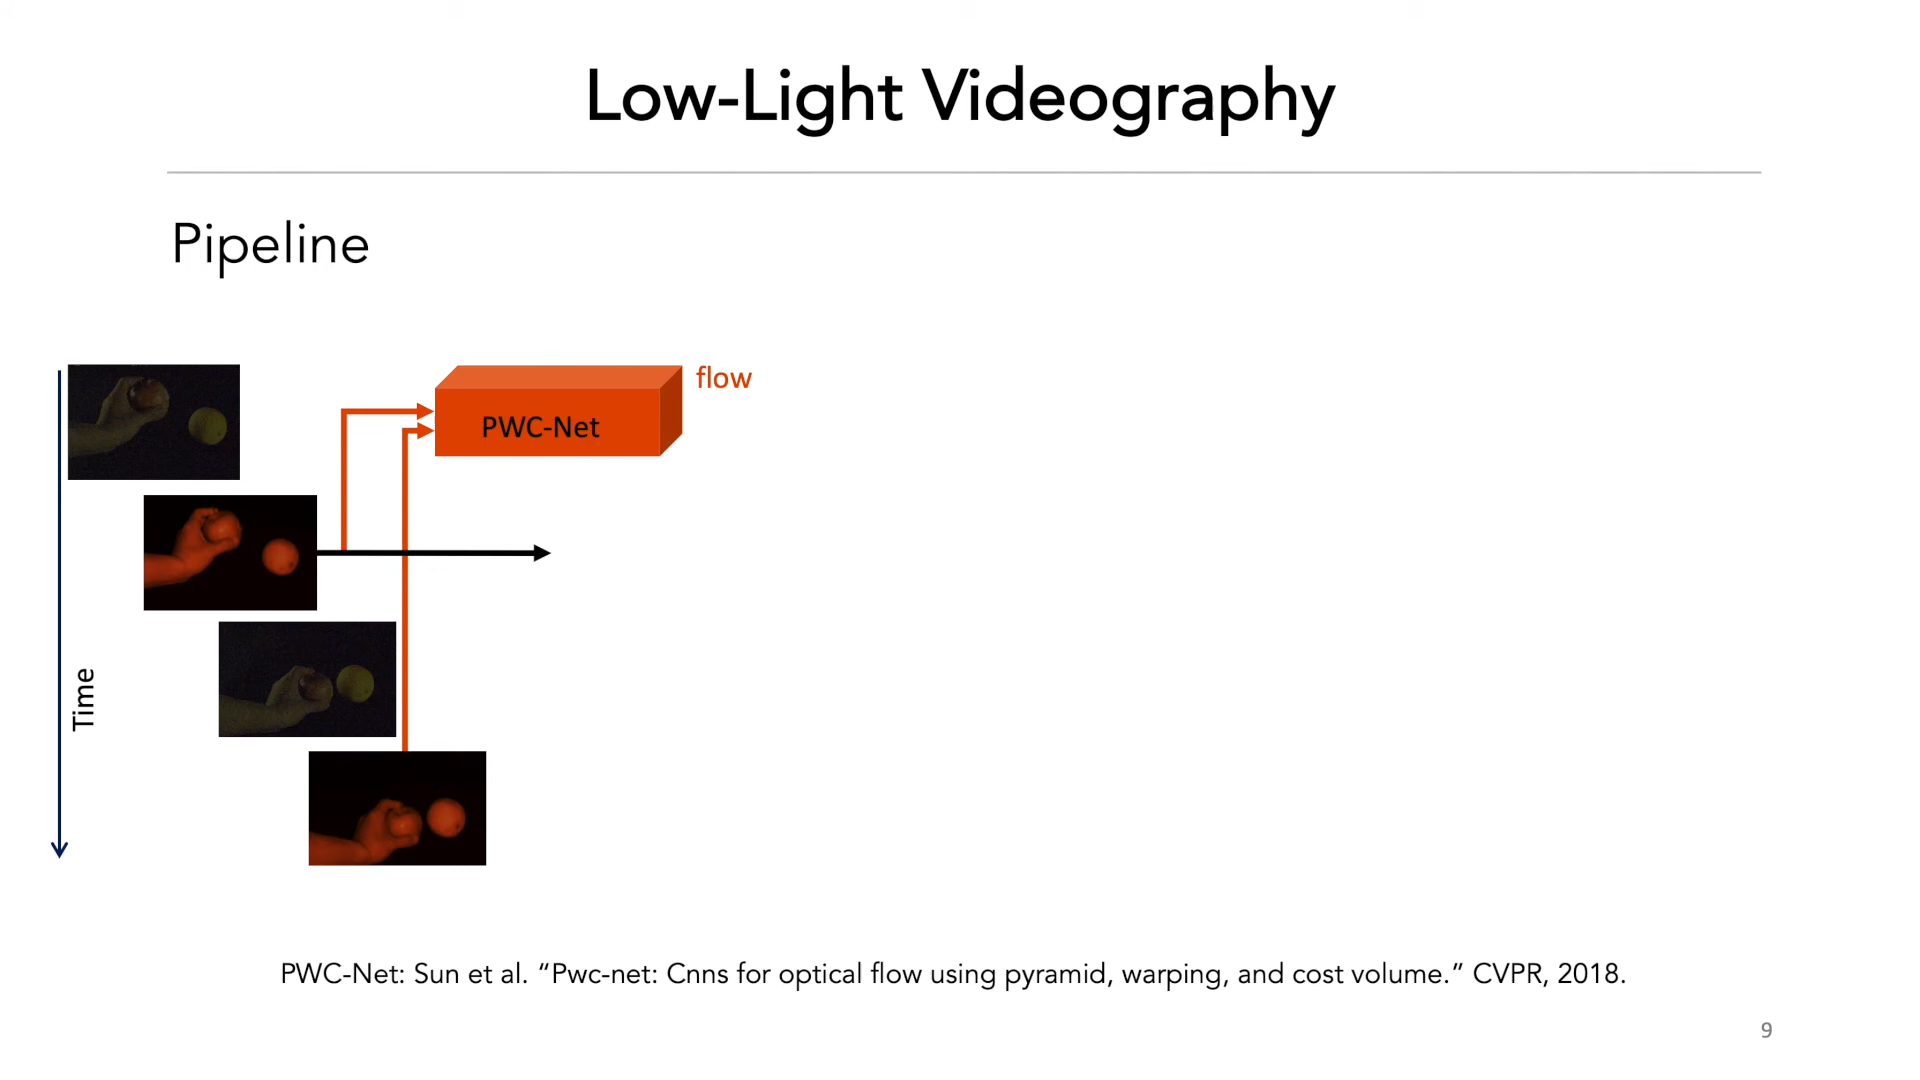 Low-Light Videography
Pipeline
flow
PWC-Net
Time
PWC-Net: Sun et al. “Pwc-net: Cnns for optical flow using pyramid, warping, and cost volume.” CVPR, 2018.
9